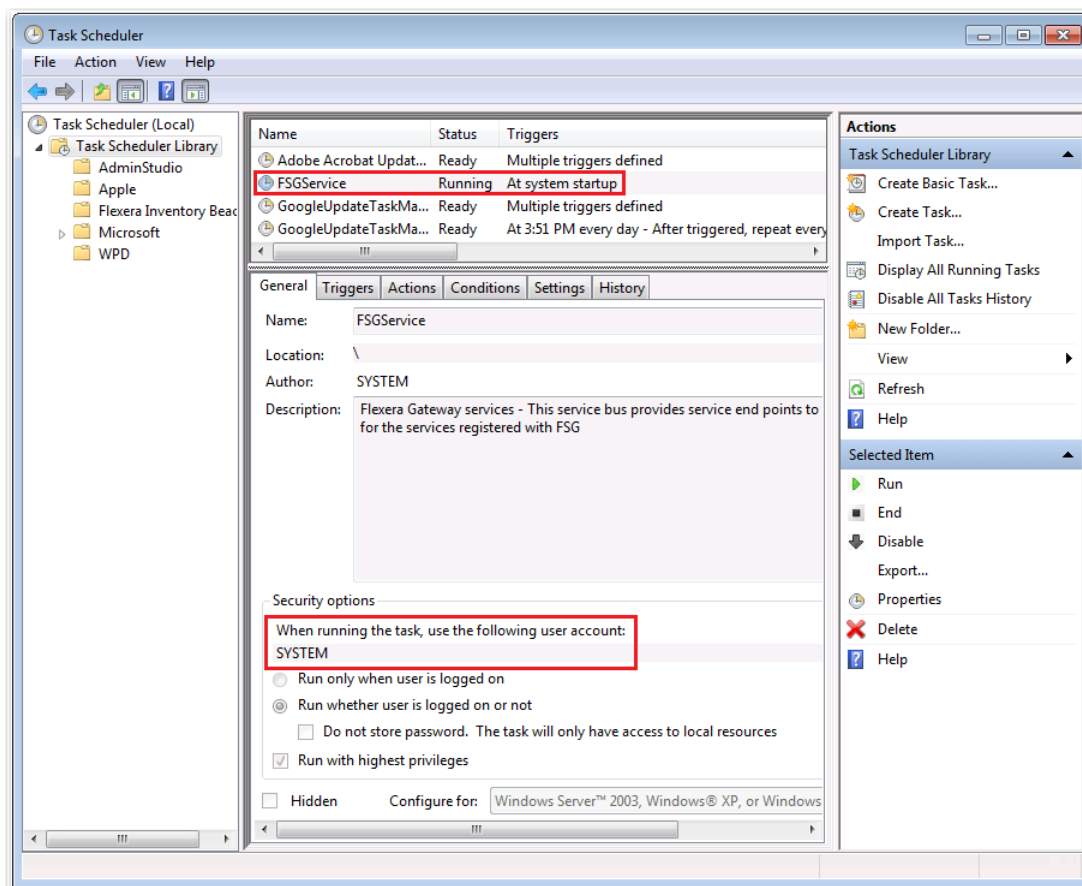 Task Scheduler
File Action View Help
Task Scheduler (Local)
Task Scheduler Library
AdminStudio
Apple
Flexera Inventory Beac
Microsoft
WPD
Name Status Triggers
Adobe Acrobat Updat... Ready Multiple triggers defined
FSGService Running At system startup
GoogleUpdateTaskMa... Ready Multiple triggers defined
GoogleUpdateTaskMa... Ready At 3:51 PM every day - After triggered, repeat every
General Triggers Actions Conditions Settings History
Name: FSGService
Location: \
Author: SYSTEM
Description: Flexera Gateway services - This service bus provides service end points to
for the services registered with FSG
Security options
When running the task, use the following user account:
SYSTEM
Run only when user is logged on
Run whether user is logged on or not
Do not store password. The task will only have access to local resources
Run with highest privileges
Hidden Configure for: Windows Server™ 2003, Windows® XP, or Windows
Actions
Task Scheduler Library
Create Basic Task...
Create Task...
Import Task...
Display All Running Tasks
Disable All Tasks History
New Folder...
View
Refresh
Help
Selected Item
Run
End
Disable
Export...
Properties
Delete
Help